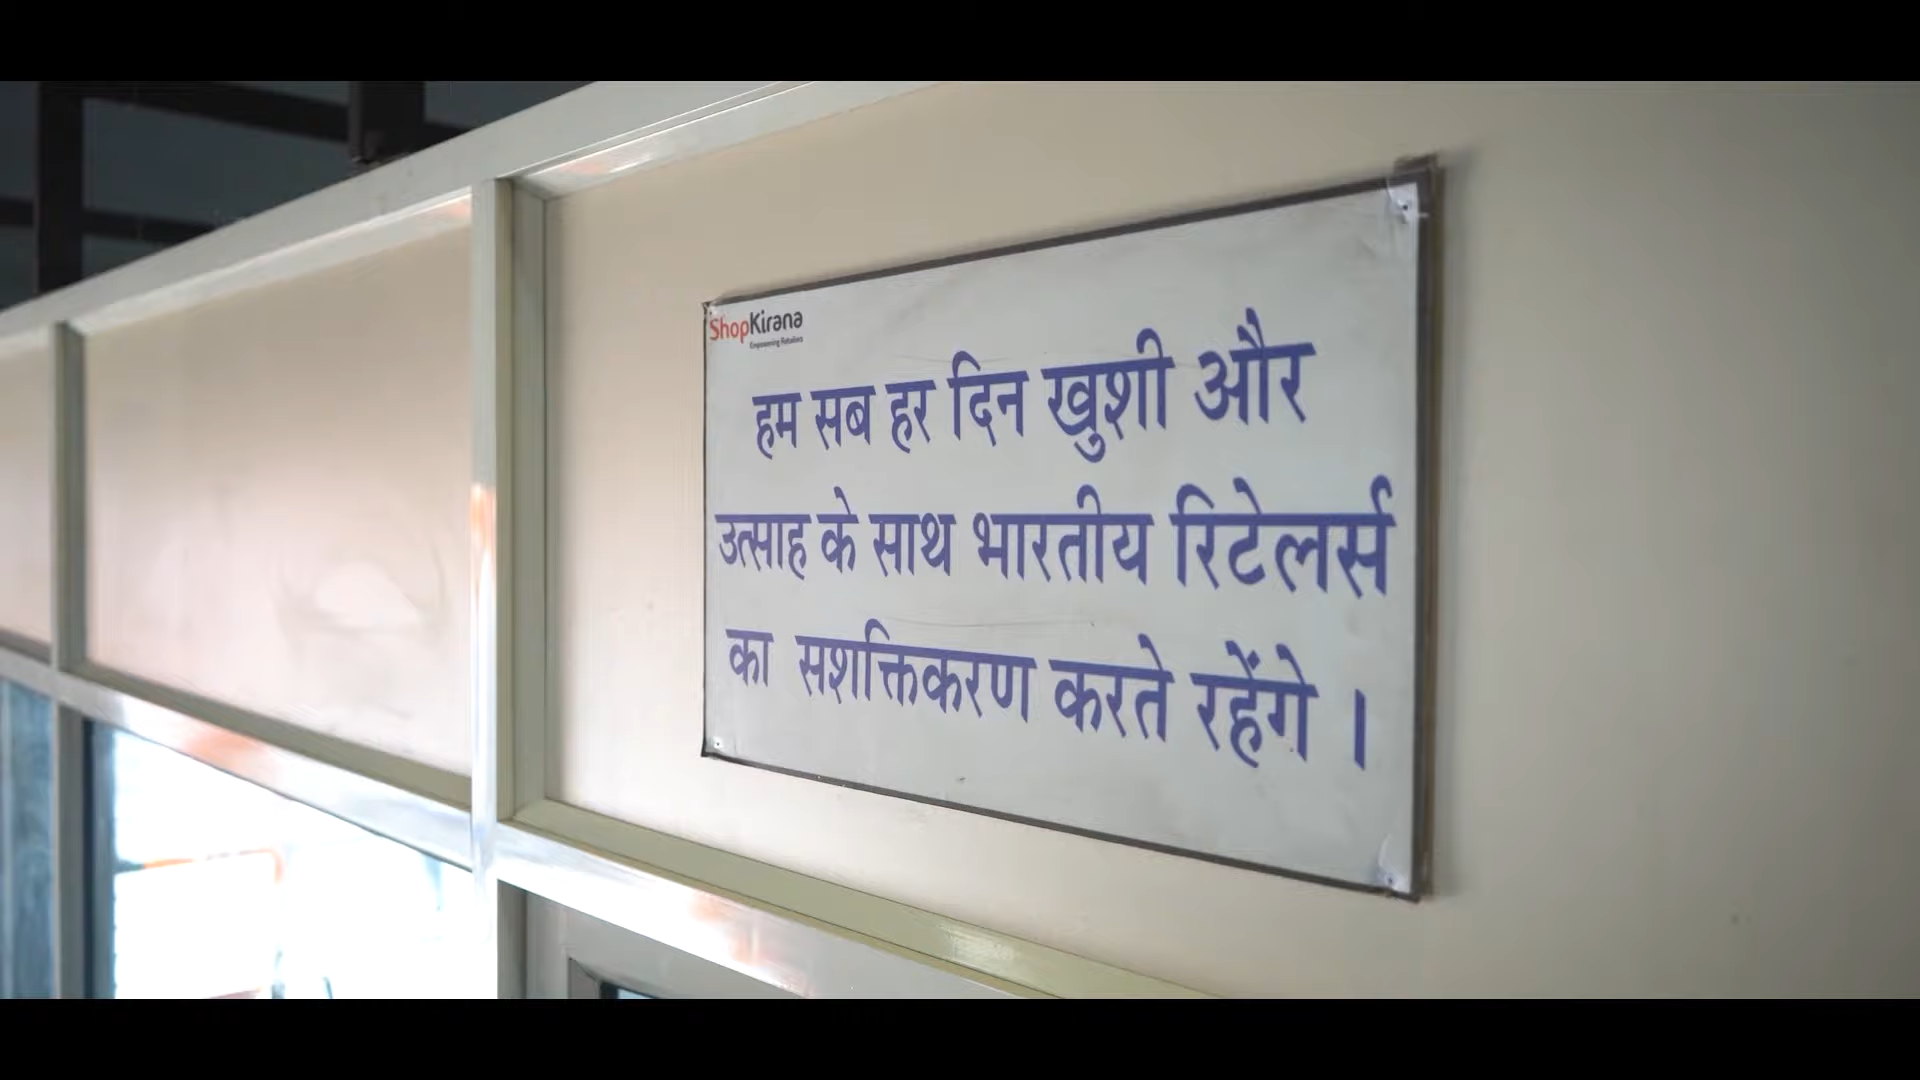 ShopKirana
Empowering Retailers
हम सब हर दिन खुशी और
उत्साह के साथ भारतीय रिटेलर्स
का सशक्तिकरण करते रहेंगे ।